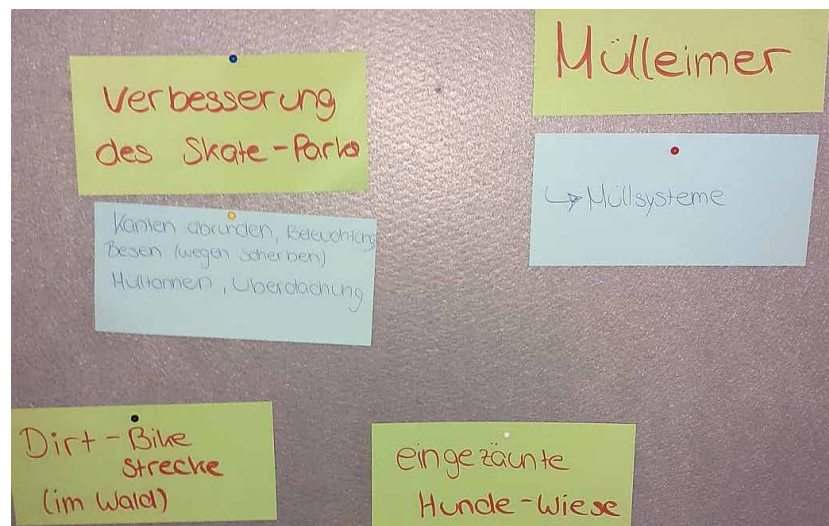 Verbesserung
des Skate-Parks
Kanten abrunden, Beleuchtung
Besen (wegen Scherben)
Mülltonnen, Überdachung
Mülleimer
↳ Müllsysteme
Dirt-Bike
strecke
(im Wald)
eingezäunte
Hunde-Wiese